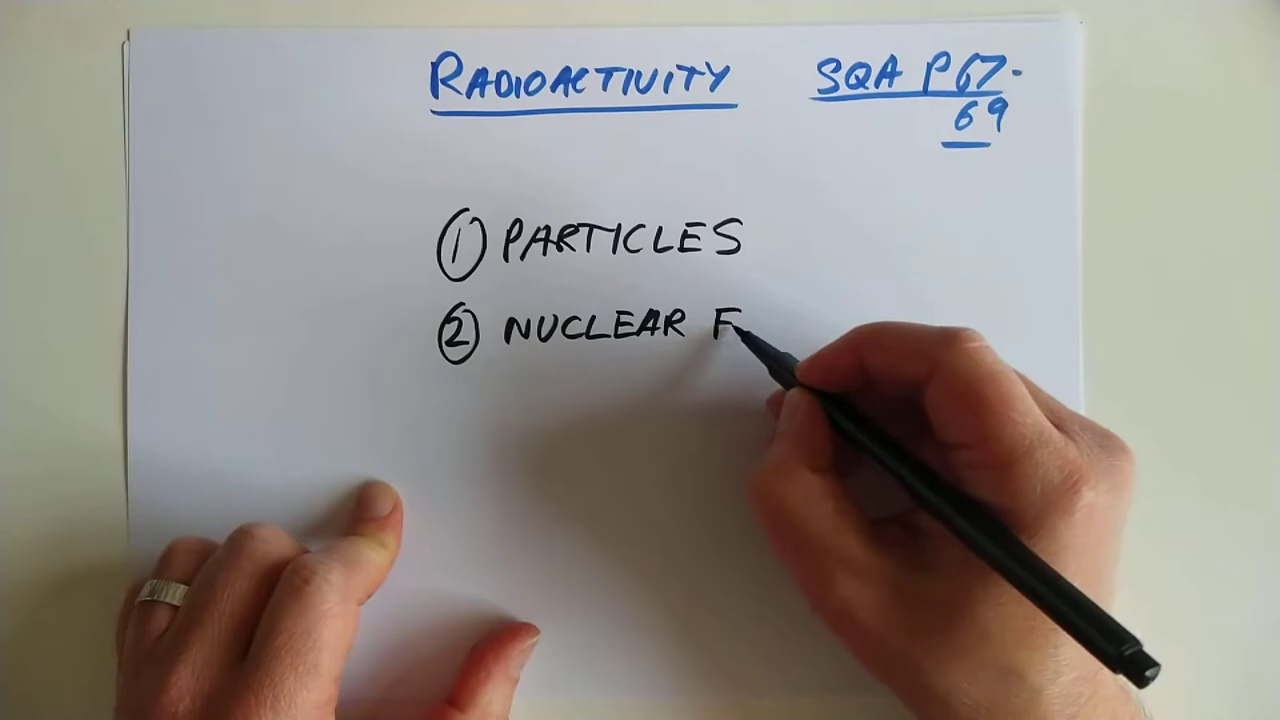 RADIOACTIVITY SQA P67-
69
① PARTICLES
② NUCLEAR F